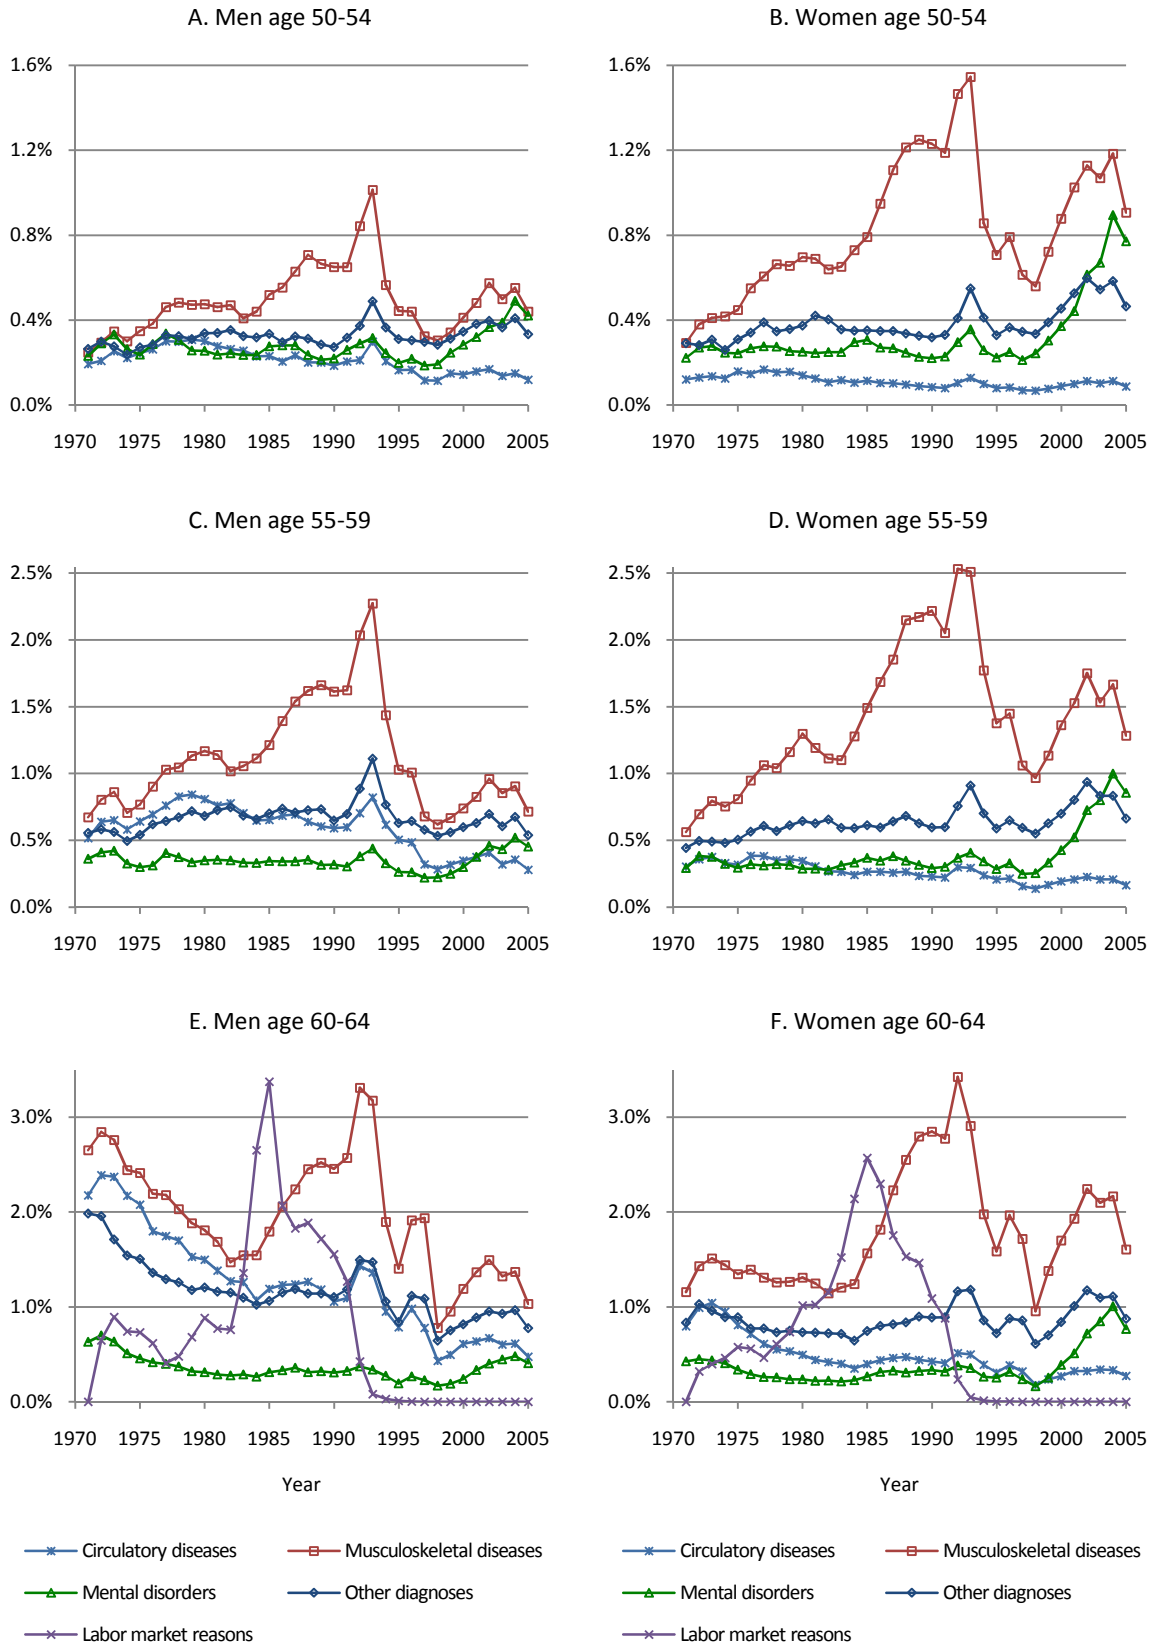 A. Men age 50-54
B. Women age 50-54
1.6%
1.2%
0.8%
0.4%
0.0%
1970 1975 1980 1985 1990 1995 2000 2005
1.6%
1.2%
0.8%
0.4%
0.0%
1970 1975 1980 1985 1990 1995 2000 2005
C. Men age 55-59
D. Women age 55-59
2.5%
2.0%
1.5%
1.0%
0.5%
0.0%
1970 1975 1980 1985 1990 1995 2000 2005
2.5%
2.0%
1.5%
1.0%
0.5%
0.0%
1970 1975 1980 1985 1990 1995 2000 2005
E. Men age 60-64
F. Women age 60-64
3.0%
2.0%
1.0%
0.0%
1970 1975 1980 1985 1990 1995 2000 2005
Year
3.0%
2.0%
1.0%
0.0%
1970 1975 1980 1985 1990 1995 2000 2005
Year
Circulatory diseases Musculoskeletal diseases
Mental disorders Other diagnoses
Labor market reasons
Circulatory diseases Musculoskeletal diseases
Mental disorders Other diagnoses
Labor market reasons